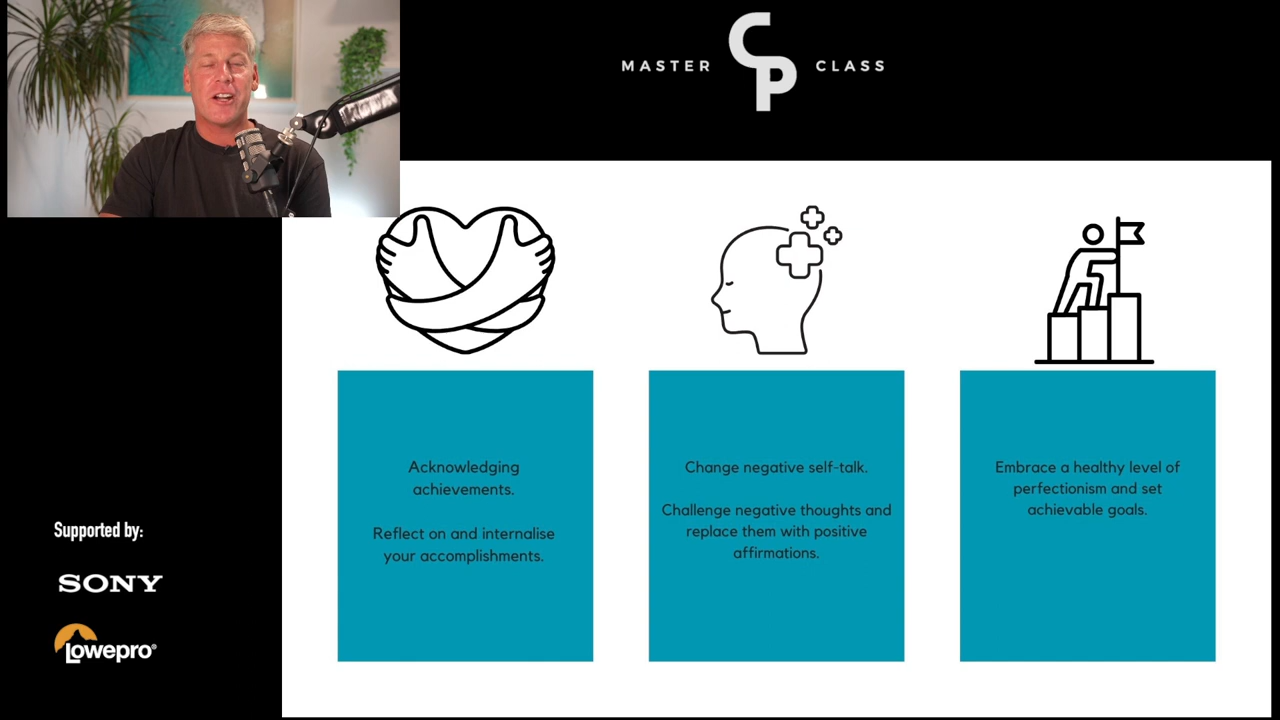 MASTER CP CLASS
Acknowledging
achievements.
Reflect on and internalise
your accomplishments.
Change negative self-talk.
Challenge negative thoughts and
replace them with positive
affirmations.
Embrace a healthy level of
perfectionism and set
achievable goals.
Supported by:
SONY
Lowepro®